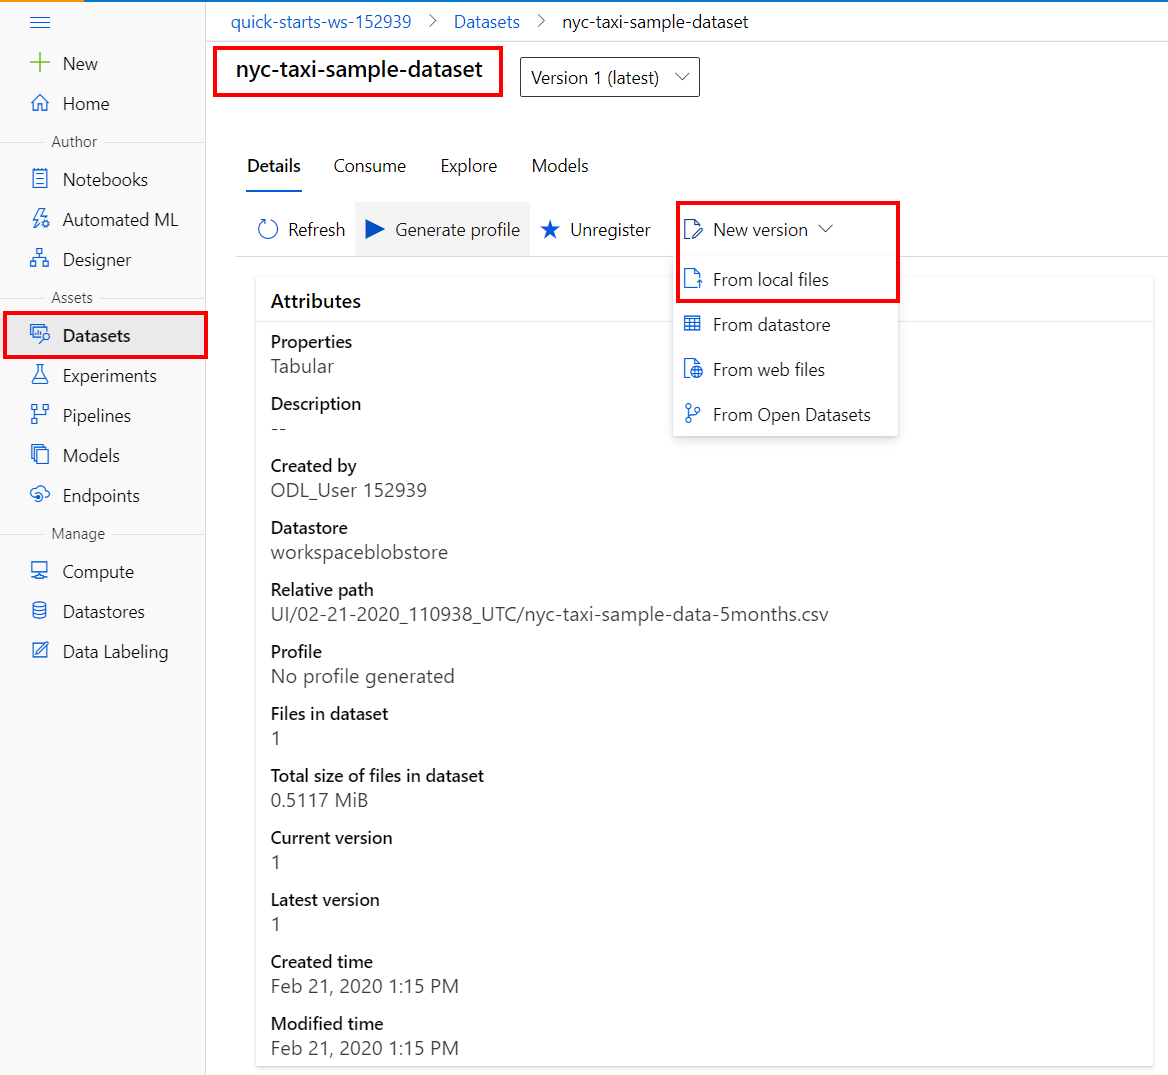 quick-starts-ws-152939 > Datasets > nyc-taxi-sample-dataset
New
Home
Author
Notebooks
Automated ML
Designer
Assets
Datasets
Experiments
Pipelines
Models
Endpoints
Manage
Compute
Datastores
Data Labeling
nyc-taxi-sample-dataset
Version 1 (latest)
Details Consume Explore Models
Refresh Generate profile Unregister New version
From local files
From datastore
From web files
From Open Datasets
Attributes
Properties
Tabular
Description
--
Created by
ODL_User 152939
Datastore
workspaceblobstore
Relative path
UI/02-21-2020_110938_UTC/nyc-taxi-sample-data-5months.csv
Profile
No profile generated
Files in dataset
1
Total size of files in dataset
0.5117 MiB
Current version
1
Latest version
1
Created time
Feb 21, 2020 1:15 PM
Modified time
Feb 21, 2020 1:15 PM